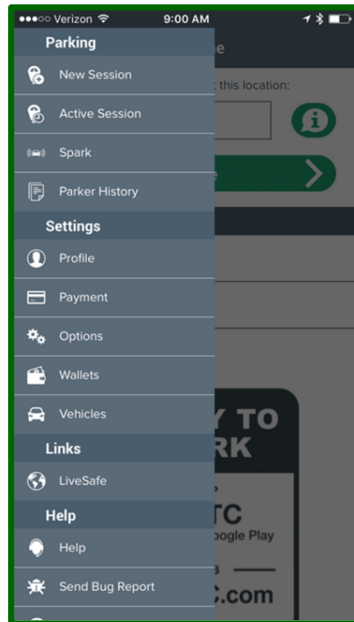 Verizon 9:00 AM
Parking
New Session
Active Session
Spark
Parker History
Settings
Profile
Payment
Options
Wallets
Vehicles
Links
LiveSafe
Help
Help
Send Bug Report
this location:
TO
RK
TC
oogle Play
.com